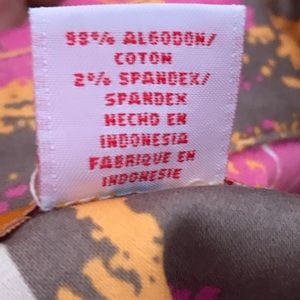 98% ALGODON/
COTON
2% SPANDEX/
SPANDEX
HECHO EN
INDONESIA
FABRIQUE EN
INDONESIE